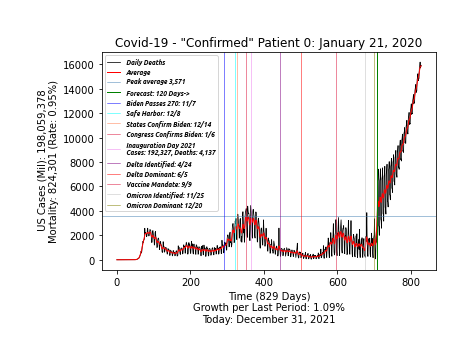 Covid-19 - "Confirmed" Patient 0: January 21, 2020
Daily Deaths
Average
Peak average 3,571
Forecast: 120 Days->
Biden Passes 270: 11/7
Safe Harbor: 12/8
States Confirm Biden: 12/14
Congress Confirms Biden: 1/6
Inauguration Day 2021
Cases: 192,327, Deaths: 4,137
Delta Identified: 4/24
Delta Dominant: 6/5
Vaccine Mandate: 9/9
Omicron Identified: 11/25
Omicron Dominant 12/20
US Cases (Mil): 198,059,378
Mortality: 824,301 (Rate: 0.95%)
16000
14000
12000
10000
8000
6000
4000
2000
0
0
200
400
600
800
Time (829 Days)
Growth per Last Period: 1.09%
Today: December 31, 2021